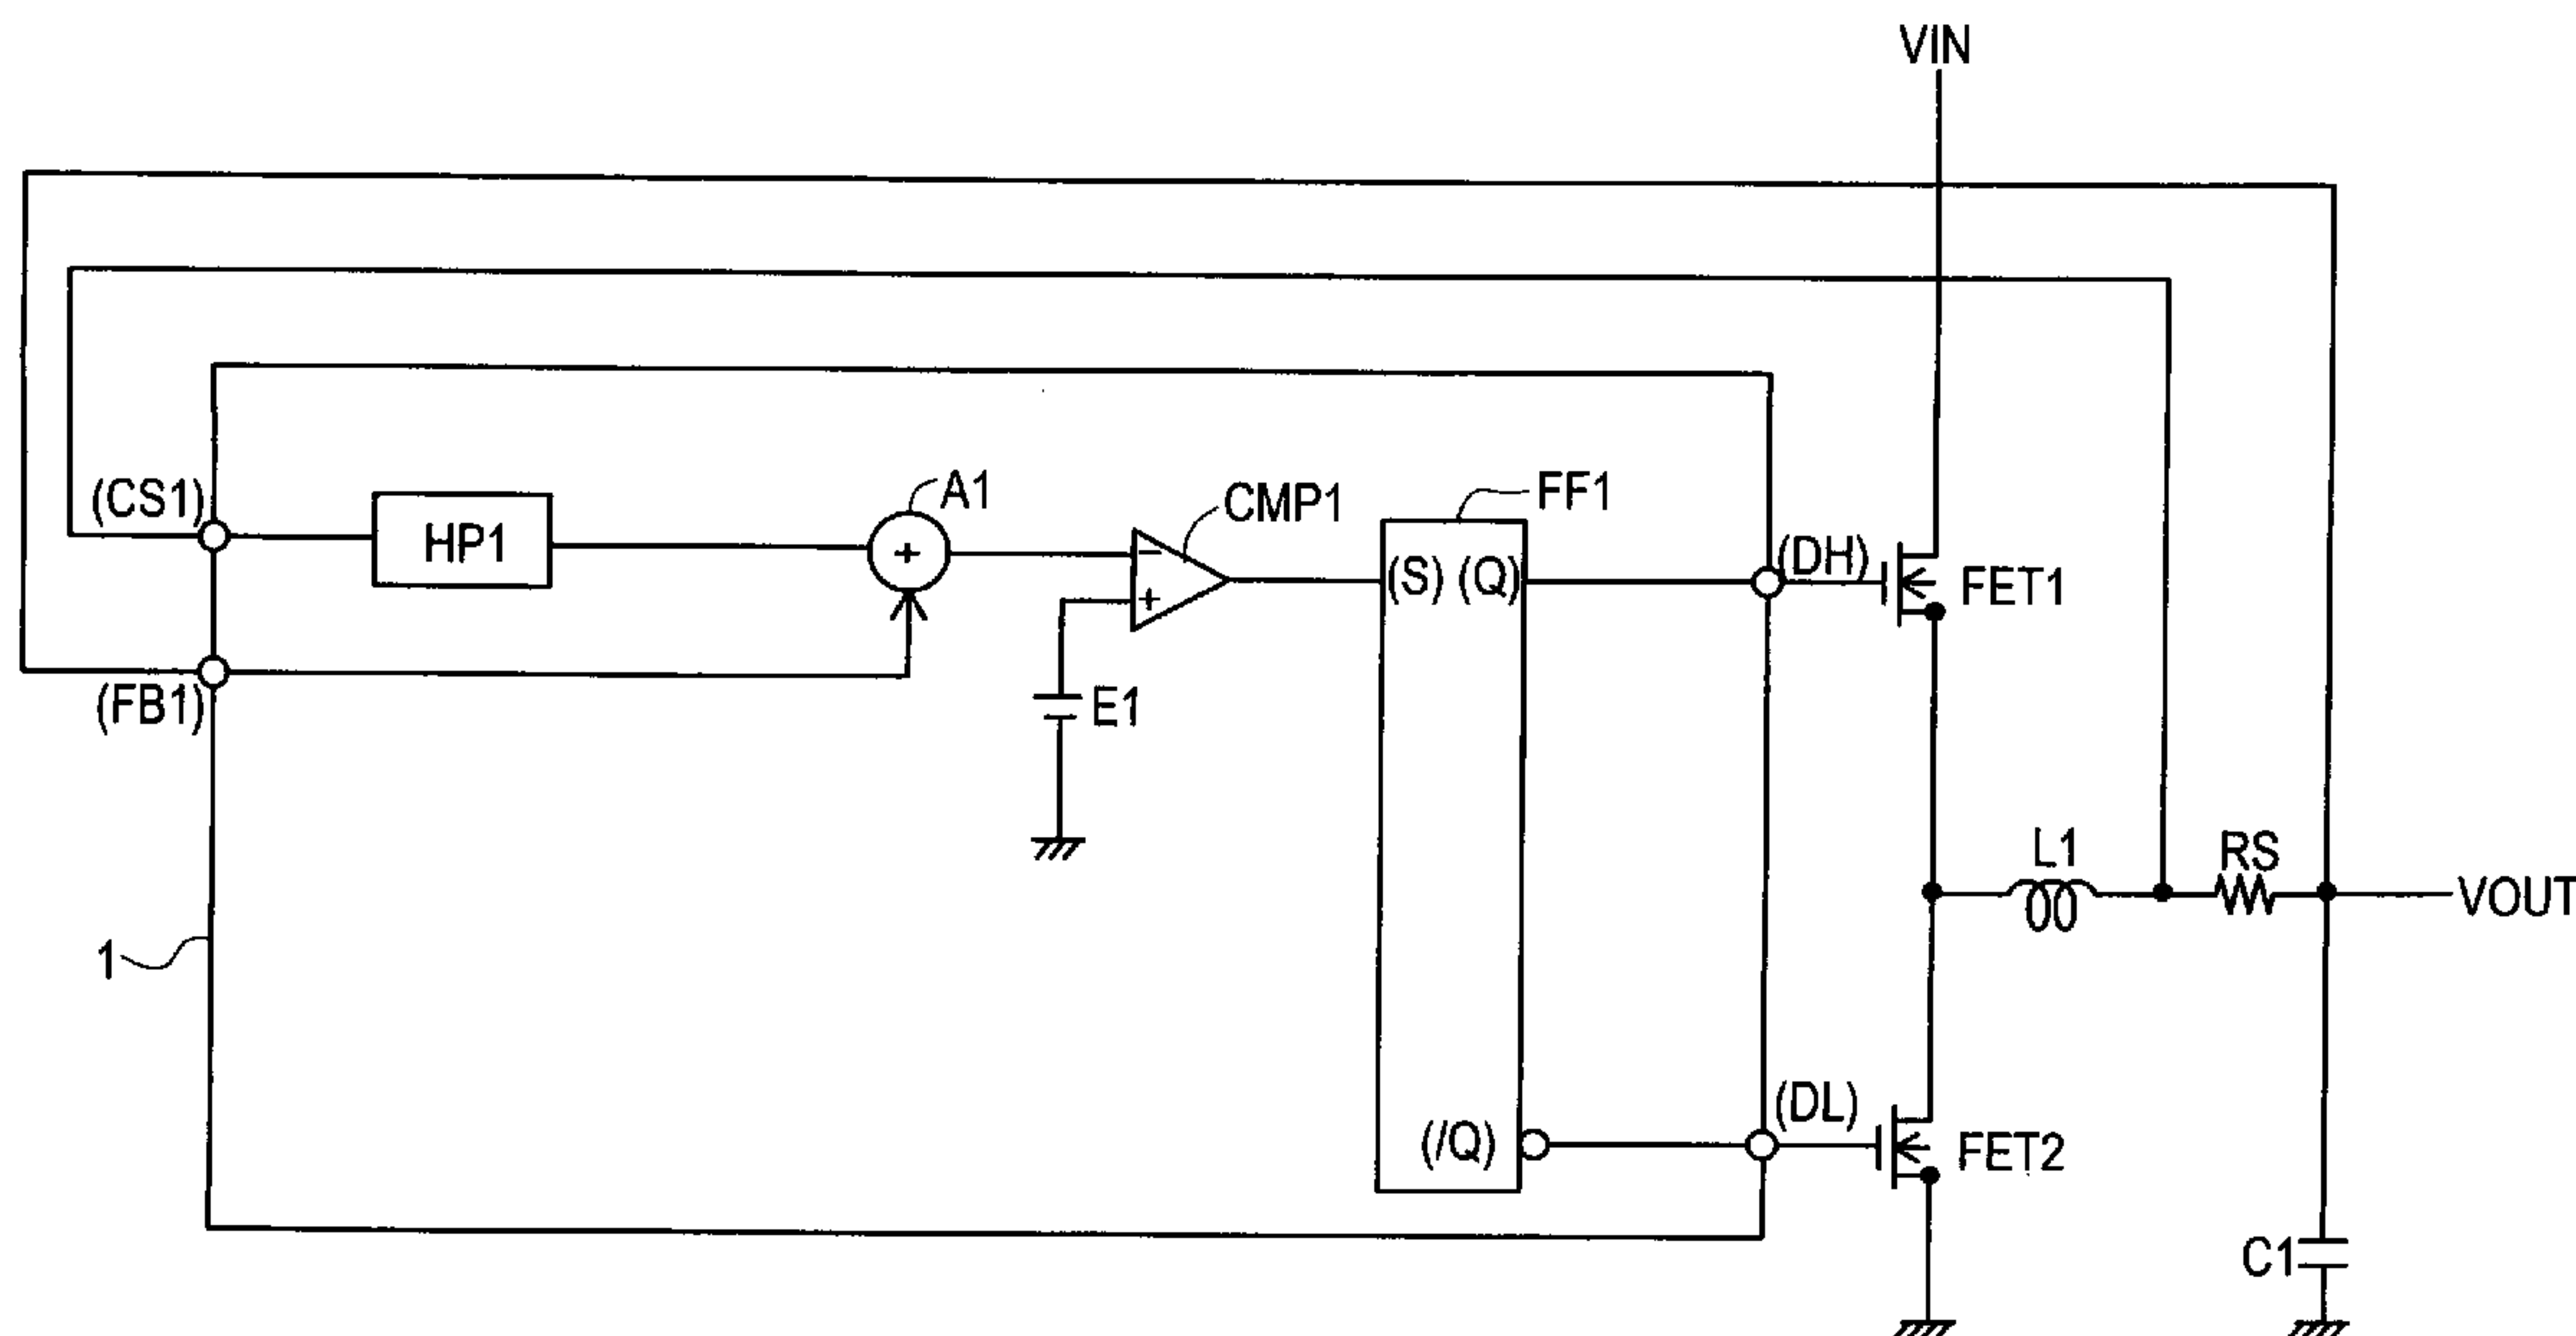 VIN
(CS1)
HP1
A1
+
CMP1
−
+
FF1
(S) (Q)
(DH)
FET1
(FB1)
E1
L1
RS
VOUT
1
(/Q)
(DL)
FET2
C1